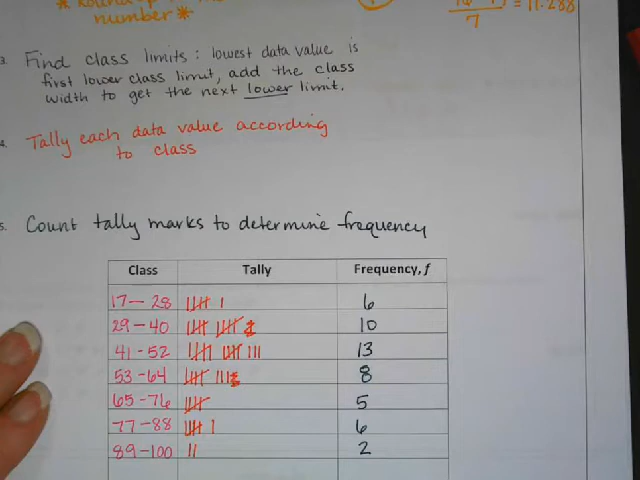 number *
7
= 11.288
3. Find class limits : lowest data value is
first lower class limit, add the class
width to get the next lower limit.
4. Tally each data value according
to class
5. Count tally marks to determine frequency
Class Tally Frequency, f
17 - 28 6
29 - 40 10
41 - 52 13
53 - 64 8
65 - 76 5
77 - 88 6
89 - 100 2